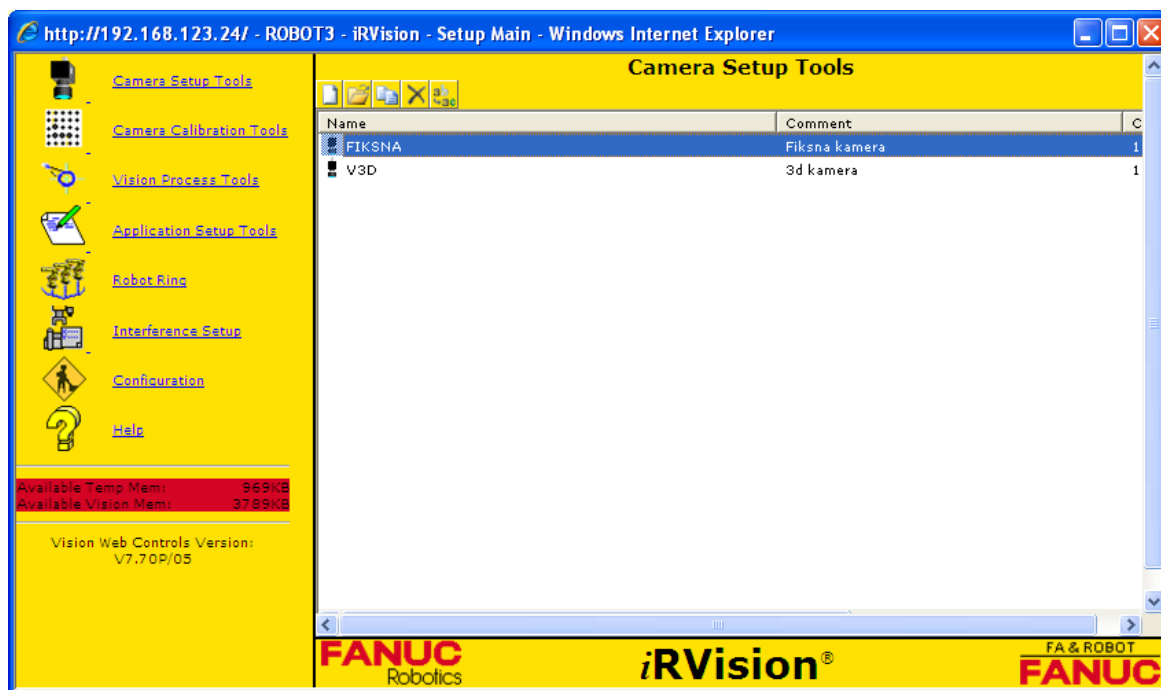 http://192.168.123.24/ - ROBOT3 - iRVision - Setup Main - Windows Internet Explorer
Camera Setup Tools
Camera Calibration Tools
Vision Process Tools
Application Setup Tools
Robot Ring
Interference Setup
Configuration
Help
Available Temp Mem: 969KB
Available Vision Mem: 3789KB
Vision Web Controls Version:
V7.70P/05
Camera Setup Tools
Name Comment C
FIKSNA Fiksna kamera 1
V3D 3d kamera 1
FANUC
Robotics
iRVision®
FA & ROBOT
FANUC